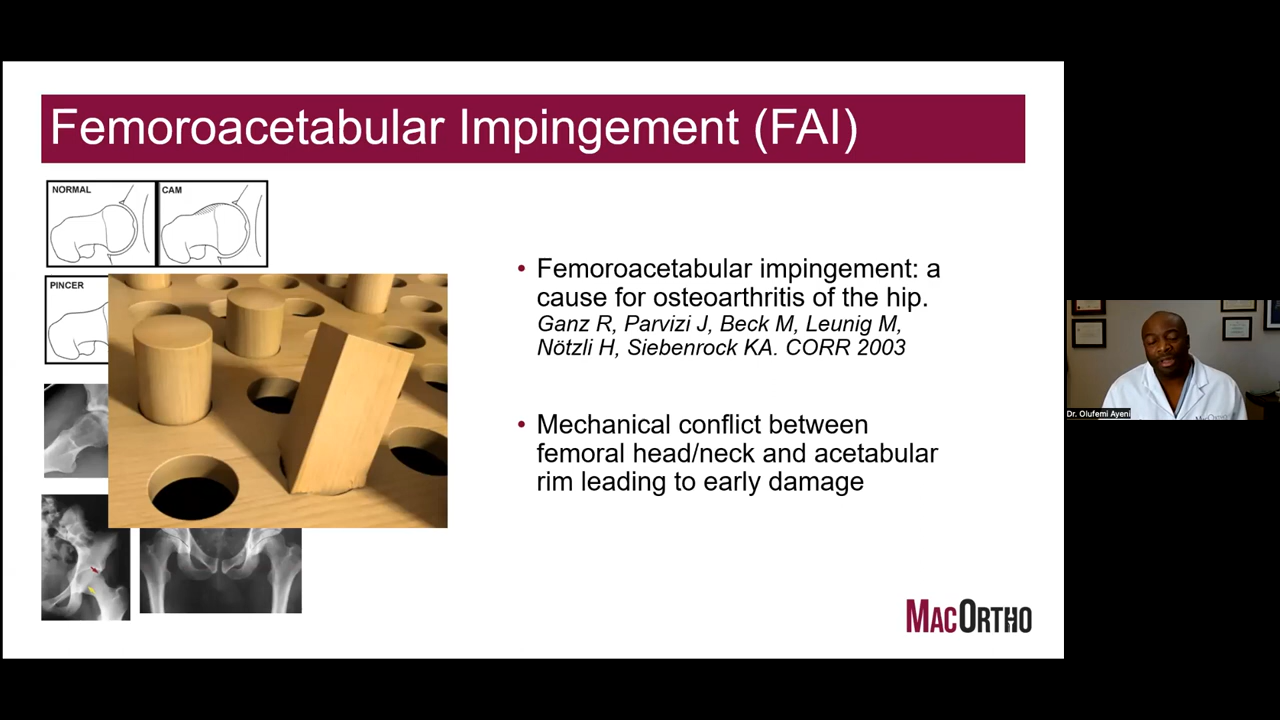 Femoroacetabular Impingement (FAI)
NORMAL
CAM
PINCER
• Femoroacetabular impingement: a
cause for osteoarthritis of the hip.
Ganz R, Parvizi J, Beck M, Leunig M,
Nötzli H, Siebenrock KA. CORR 2003
• Mechanical conflict between
femoral head/neck and acetabular
rim leading to early damage
MACORTHO
Dr. Olufemi Ayeni
MacOrtho